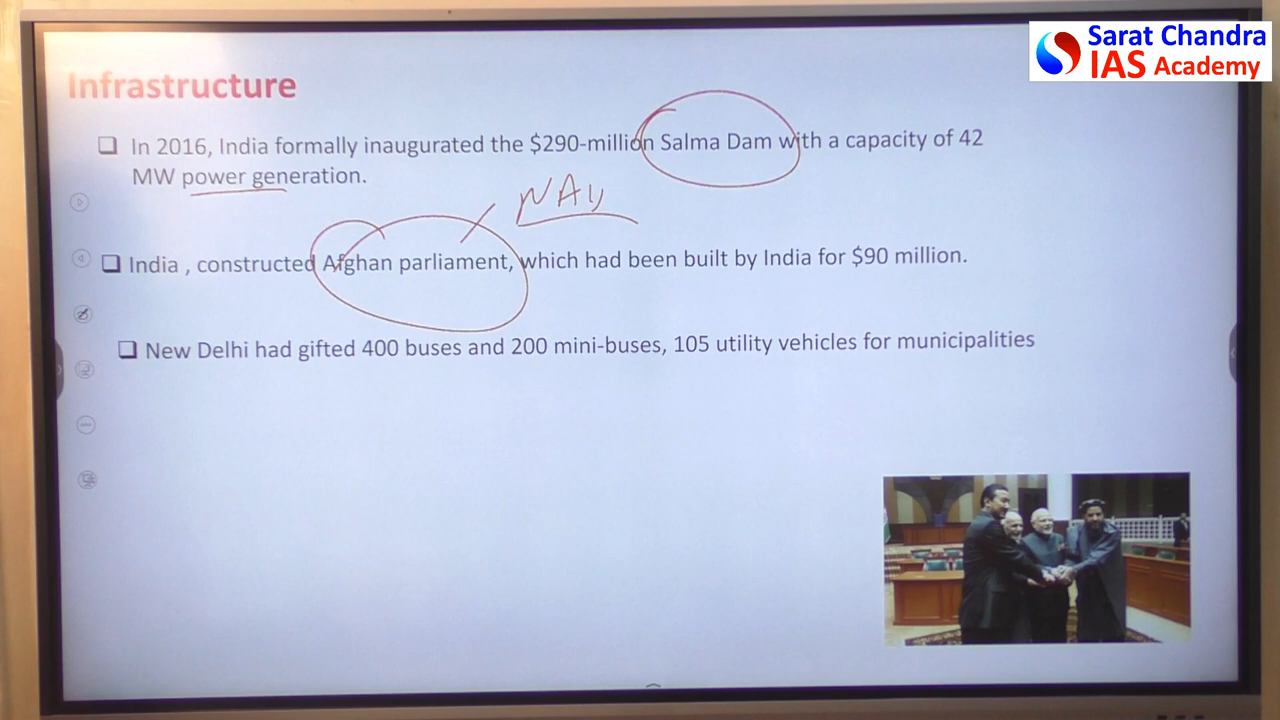 Sarat Chandra
IAS Academy
Infrastructure
❑ In 2016, India formally inaugurated the $290-million Salma Dam with a capacity of 42
MW power generation.
❑ India , constructed Afghan parliament, which had been built by India for $90 million.
❑ New Delhi had gifted 400 buses and 200 mini-buses, 105 utility vehicles for municipalities